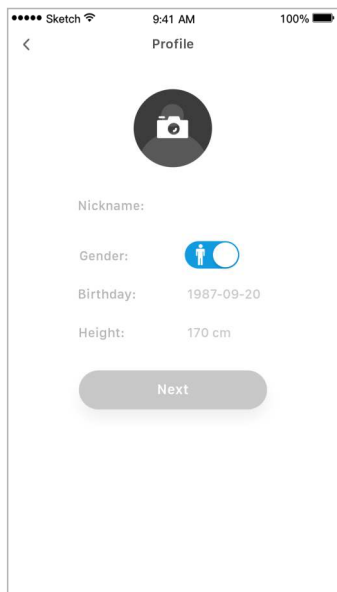 Sketch 9:41 AM 100%
Profile
Nickname:
Gender:
Birthday: 1987-09-20
Height: 170 cm
Next